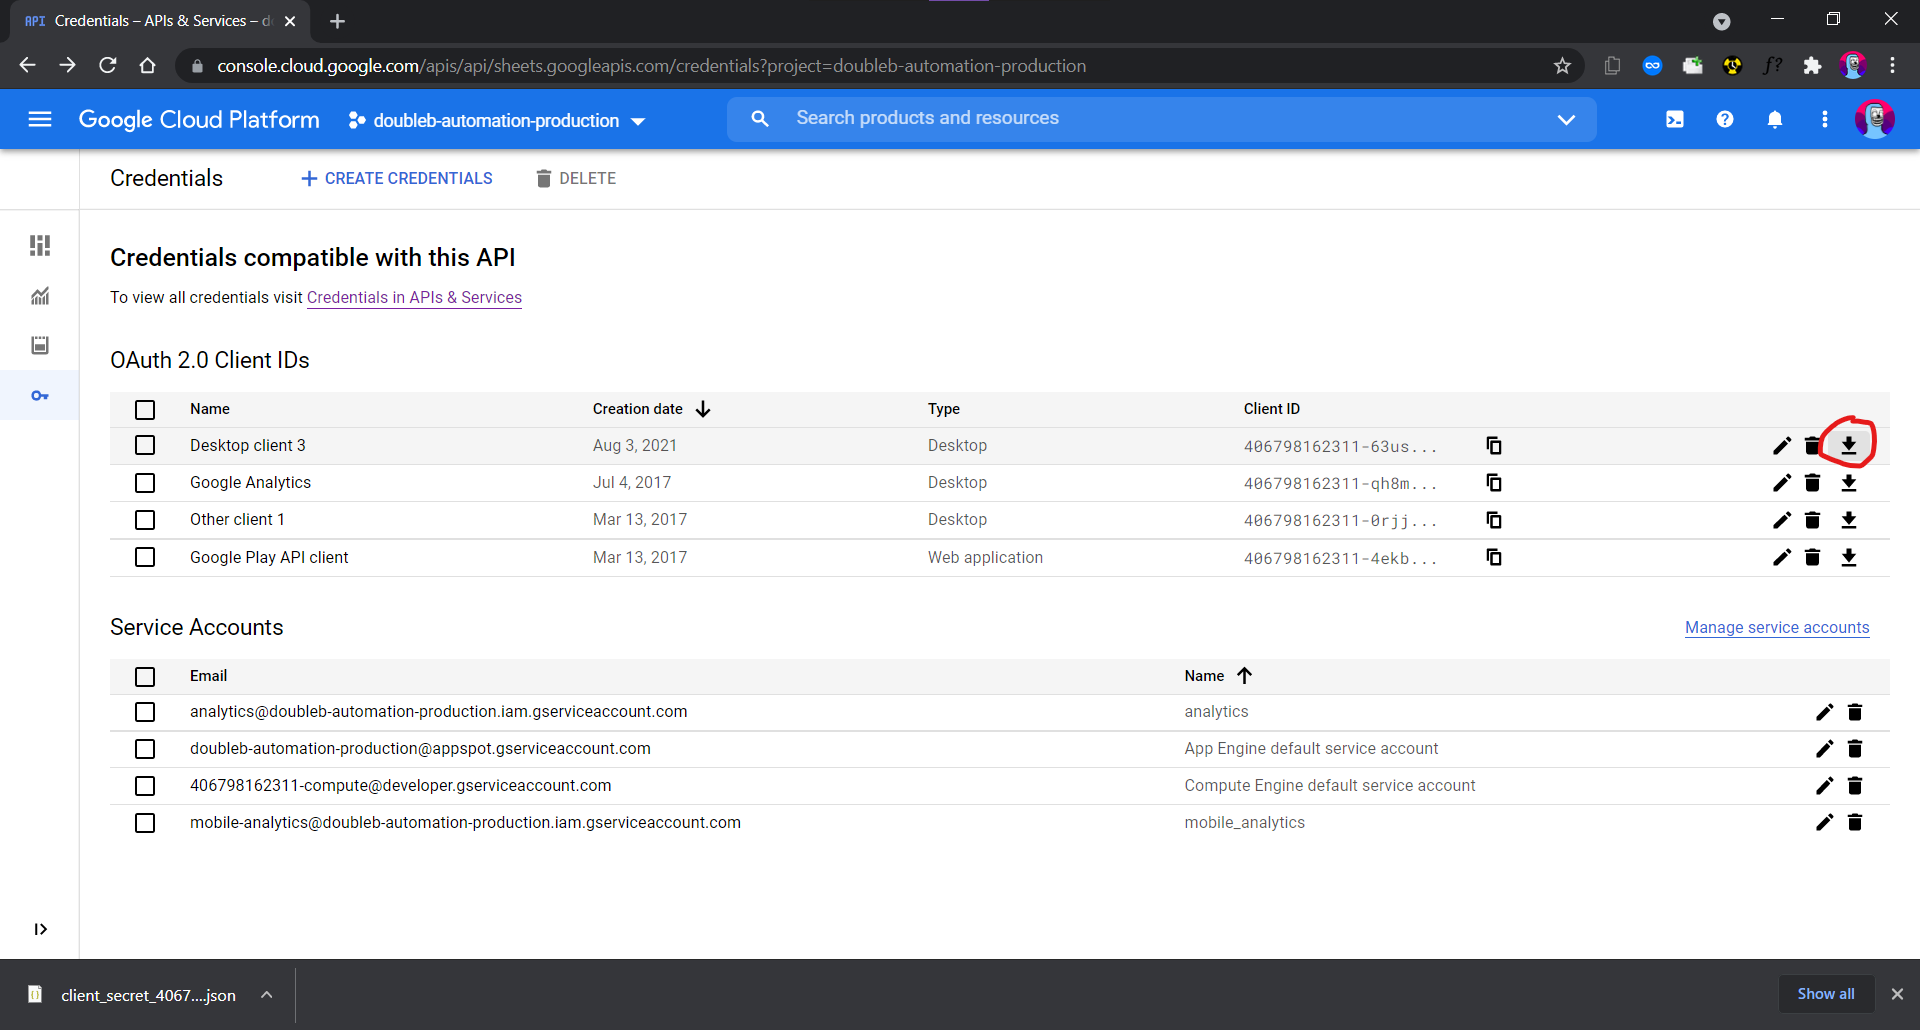 API Credentials – APIs & Services – d
console.cloud.google.com/apis/api/sheets.googleapis.com/credentials?project=doubleb-automation-production
f?
Google Cloud Platform doubleb-automation-production Search products and resources
Credentials CREATE CREDENTIALS DELETE
Credentials compatible with this API
To view all credentials visit Credentials in APIs & Services
OAuth 2.0 Client IDs
Name Creation date Type Client ID
Desktop client 3 Aug 3, 2021 Desktop 406798162311-63us...
Google Analytics Jul 4, 2017 Desktop 406798162311-qh8m...
Other client 1 Mar 13, 2017 Desktop 406798162311-0rjj...
Google Play API client Mar 13, 2017 Web application 406798162311-4ekb...
Service Accounts Manage service accounts
Email Name
analytics@doubleb-automation-production.iam.gserviceaccount.com analytics
doubleb-automation-production@appspot.gserviceaccount.com App Engine default service account
406798162311-compute@developer.gserviceaccount.com Compute Engine default service account
mobile-analytics@doubleb-automation-production.iam.gserviceaccount.com mobile_analytics
client_secret_4067....json Show all